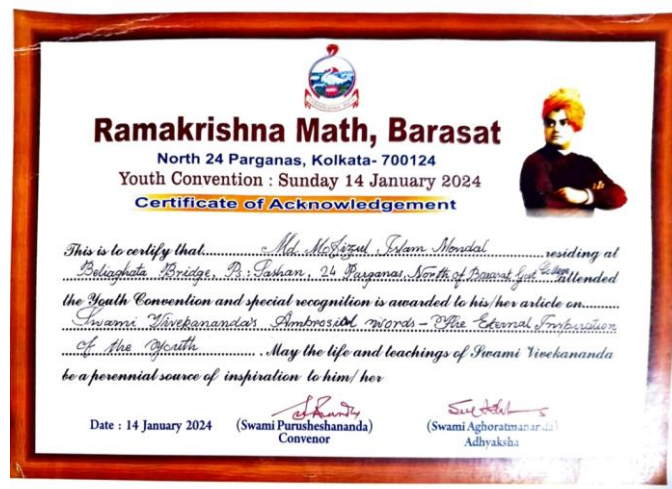 Ramakrishna Math, Barasat
North 24 Parganas, Kolkata- 700124
Youth Convention : Sunday 14 January 2024
Certificate of Acknowledgement
This is to certify that...... Md Mofizul Islam Mondal ......residing at
Beliaghata Bridge, Ps: Sashan, 24 Parganas North of Barasat Govt College attended
the Youth Convention and special recognition is awarded to his/her article on......
Swami Vivekananda's Ambrosial words - The Eternal Inspiration
of the Youth ...... . May the life and teachings of Swami Vivekananda
be a perennial source of inspiration to him/ her
Date : 14 January 2024
(Swami Purusheshananda)
Convenor
(Swami Aghoratmananda)
Adhyaksha